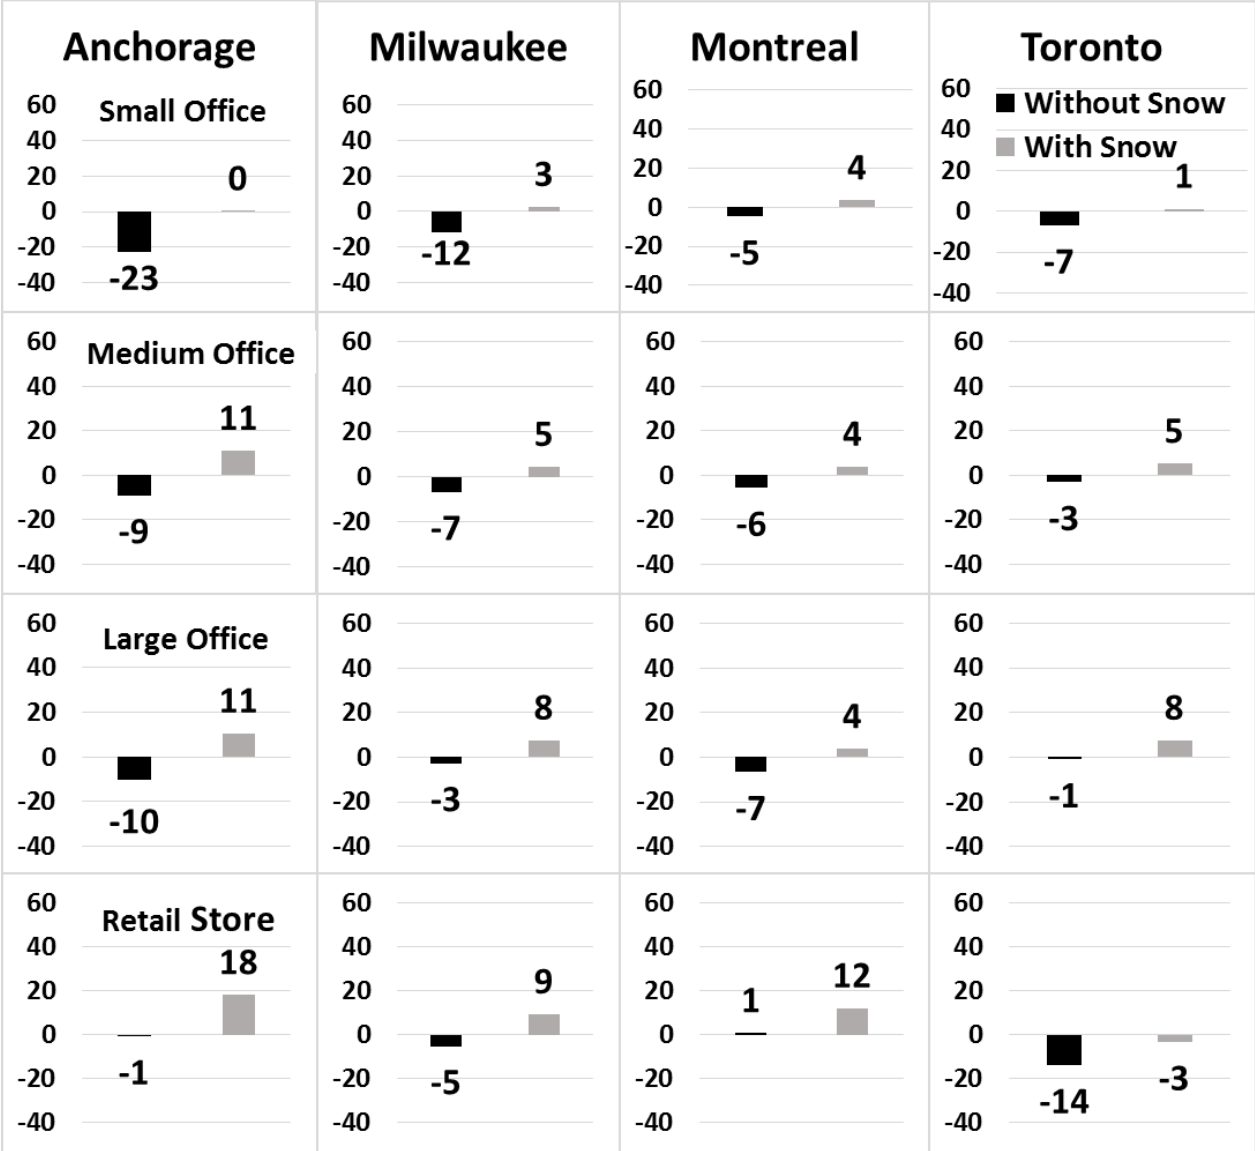 Anchorage Milwaukee Montreal Toronto
60 Small Office 60 60 60 Without Snow
40 40 40 40 With Snow
20 0 20 3 20 4 20 1
0 0 0 0
-20 -20 -20 -20
-40 -23 -40 -12 -40 -5 -40 -7
60 Medium Office 60 60 60
40 40 40 40
20 11 20 5 20 4 20 5
0 0 0 0
-20 -9 -20 -7 -20 -6 -20 -3
-40 -40 -40 -40
60 Large Office 60 60 60
40 40 40 40
20 11 20 8 20 4 20 8
0 0 0 0
-20 -10 -20 -3 -20 -7 -20 -1
-40 -40 -40 -40
60 Retail Store 60 60 60
40 18 40 40 40
20 20 9 20 1 12 20
0 0 0 0
-20 -1 -20 -5 -20 -20 -14 -3
-40 -40 -40 -40